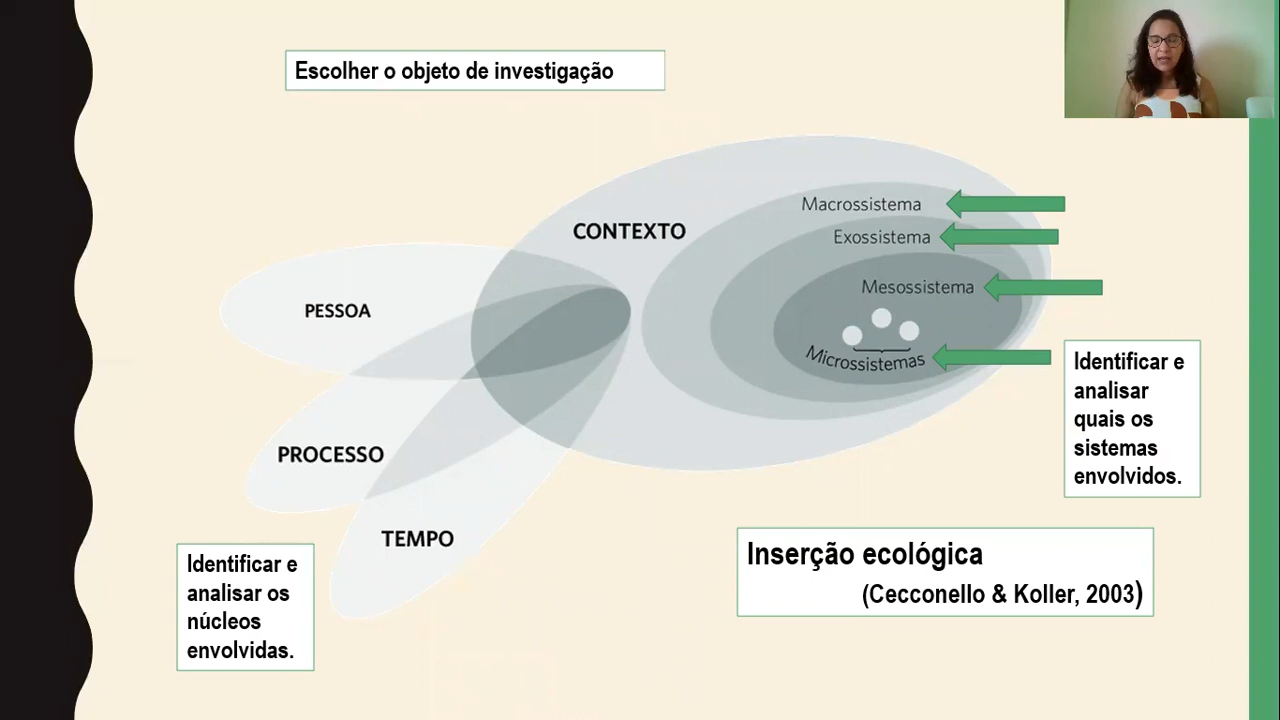 Escolher o objeto de investigação
Macrossistema
CONTEXTO
Exossistema
Mesossistema
PESSOA
Microssistemas
Identificar e
analisar
quais os
sistemas
envolvidos.
PROCESSO
TEMPO
Identificar e
analisar os
núcleos
envolvidas.
Inserção ecológica
(Cecconello & Koller, 2003)